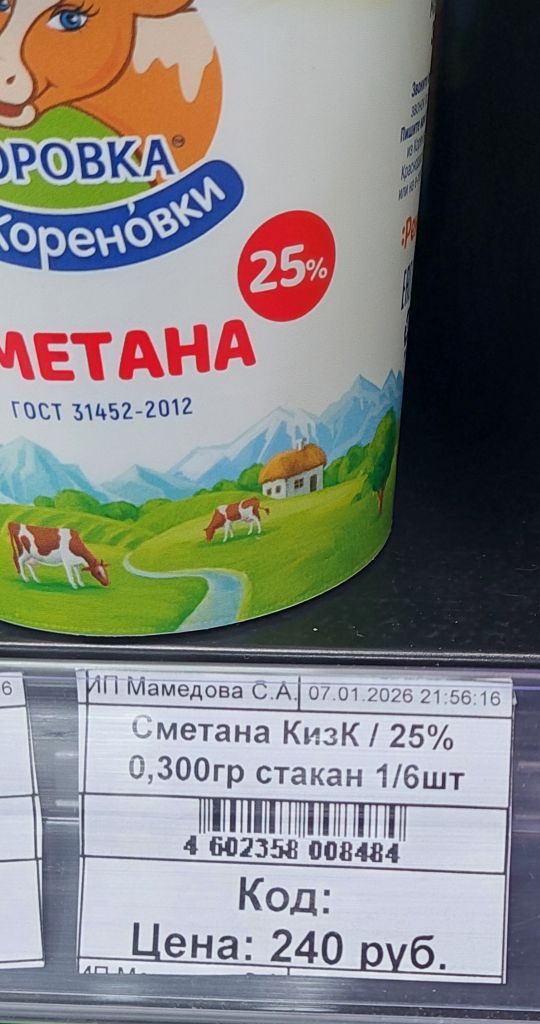 ОРОВКА
Кореновки
25%
МЕТАНА
ГОСТ 31452-2012
6
ИП Мамедова С.А. 07.01.2026 21:56:16
Сметана КизК / 25%
0,300гр стакан 1/6шт
4 602358 008484
Код:
Цена: 240 руб.